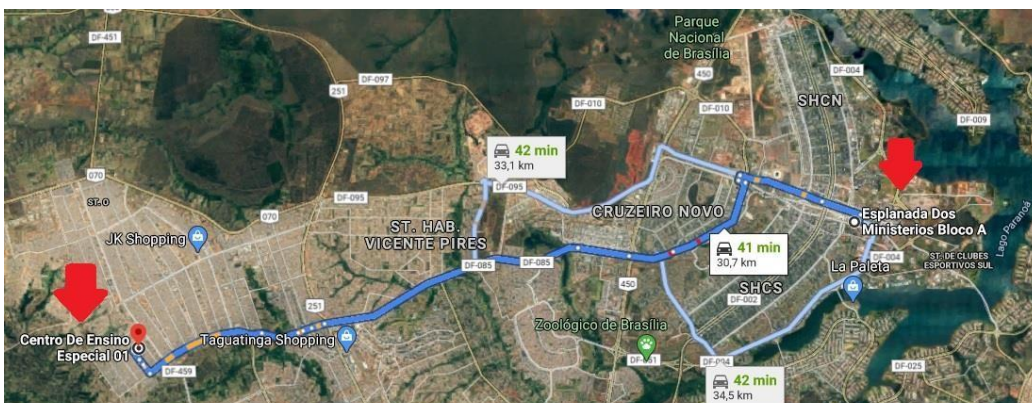 DF-451
DF-097
251
DF-010
Parque
Nacional
de Brasília
450
DF-010
SHCN
DF-004
DF-009
070
ST. O
DF-095
070
JK Shopping
42 min
33,1 km
DF-095
CRUZEIRO NOVO
ST. HAB.
VICENTE PIRES
DF-085
DF-085
Esplanada Dos
Ministerios Bloco A
Lago Paranoá
DF-004
ST. DE CLUBES
ESPORTIVOS SUL
41 min
30,7 km
La Paleta
450
SHCS
DF-002
251
Centro De Ensino
Especial 01
Taguatinga Shopping
Zoológico de Brasília
DF-459
DF-051
DF-004
DF-025
42 min
34,5 km